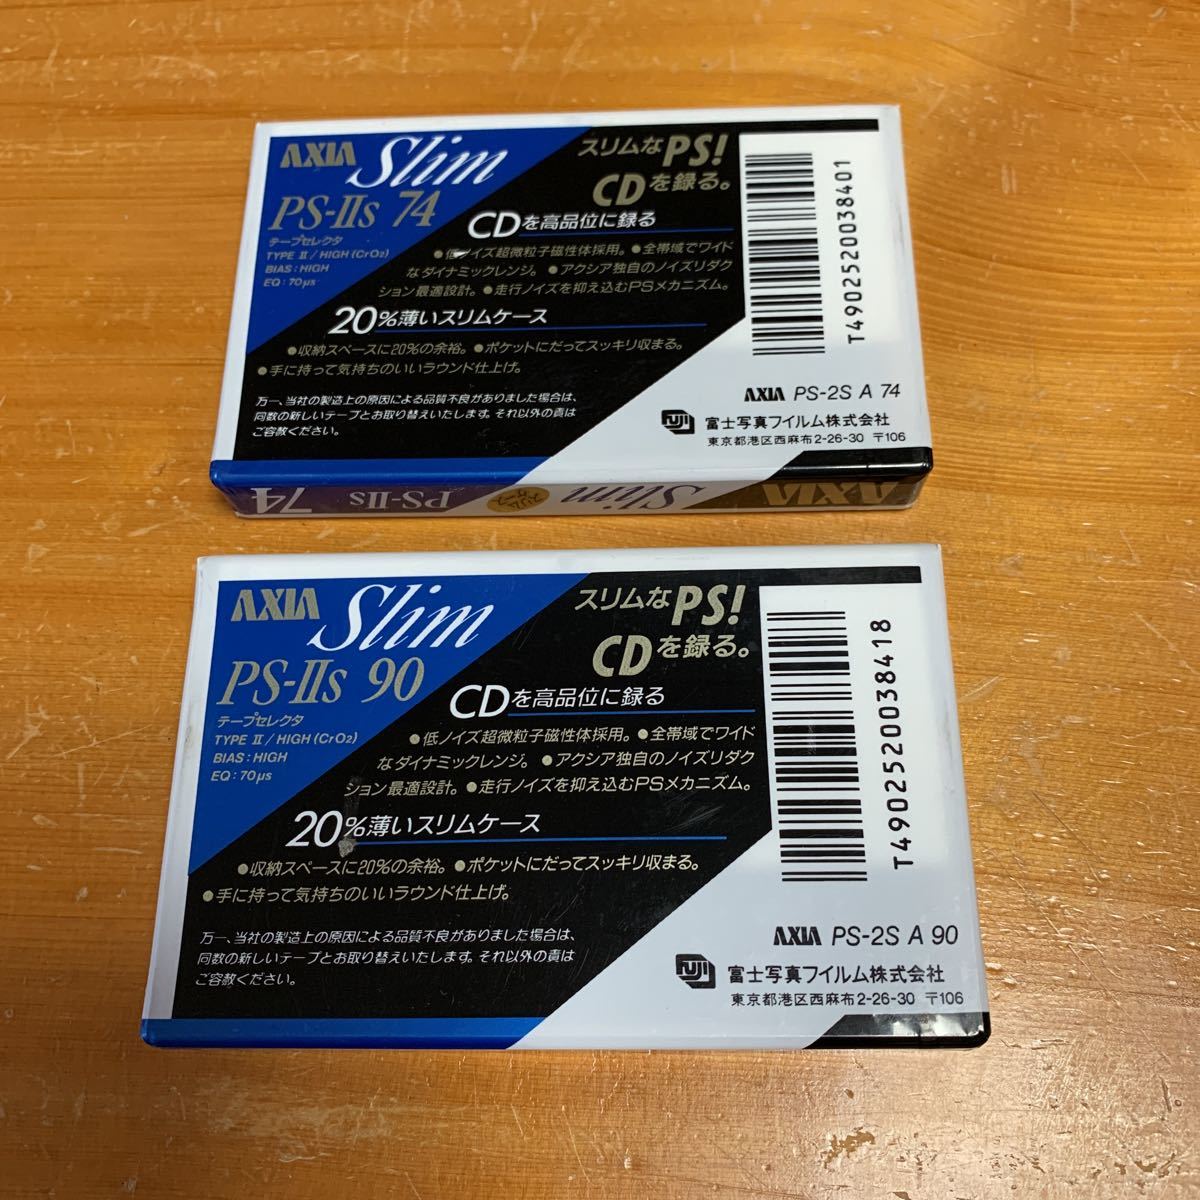 AXIA Slim
PS-IIs 74
テープセレクタ
TYPE II/HIGH (CrO2)
BIAS:HIGH
EQ:70μs
スリムなPS!
CDを録る。
CDを高品位に録る
●低ノイズ超微粒子磁性体採用。●全帯域でワイド
なダイナミックレンジ。●アクシア独自のノイズリダク
ション最適設計。●走行ノイズを抑え込むPSメカニズム。
20%薄いスリムケース
●収納スペースに20%の余裕。●ポケットにだってスッキリ収まる。
●手に持って気持ちのいいラウンド仕上げ。
万一、当社の製造上の原因による品質不良がありました場合は、
同数の新しいテープとお取り替えいたします。それ以外の責は
ご容赦ください。
T4902520038401
AXIA PS-2S A 74
FUJI 富士写真フイルム株式会社
東京都港区西麻布2-26-30 〒106
AXIA Slim スリムケース PS-IIs 74
AXIA Slim
PS-IIs 90
テープセレクタ
TYPE II/HIGH (CrO2)
BIAS:HIGH
EQ:70μs
スリムなPS!
CDを録る。
CDを高品位に録る
●低ノイズ超微粒子磁性体採用。●全帯域でワイド
なダイナミックレンジ。●アクシア独自のノイズリダク
ション最適設計。●走行ノイズを抑え込むPSメカニズム。
20%薄いスリムケース
●収納スペースに20%の余裕。●ポケットにだってスッキリ収まる。
●手に持って気持ちのいいラウンド仕上げ。
万一、当社の製造上の原因による品質不良がありました場合は、
同数の新しいテープとお取り替えいたします。それ以外の責は
ご容赦ください。
T4902520038418
AXIA PS-2S A 90
FUJI 富士写真フイルム株式会社
東京都港区西麻布2-26-30 〒106